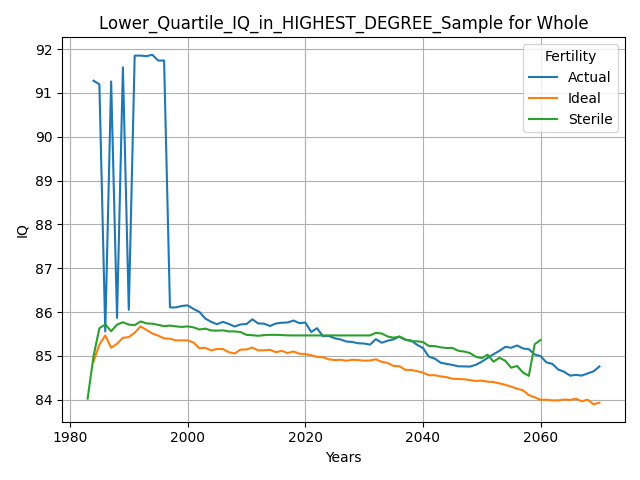 Lower_Quartile_IQ_in_HIGHEST_DEGREE_Sample for Whole
Fertility
Actual
Ideal
Sterile
92
91
90
89
88
87
86
85
84
IQ
1980
2000
2020
2040
2060
Years